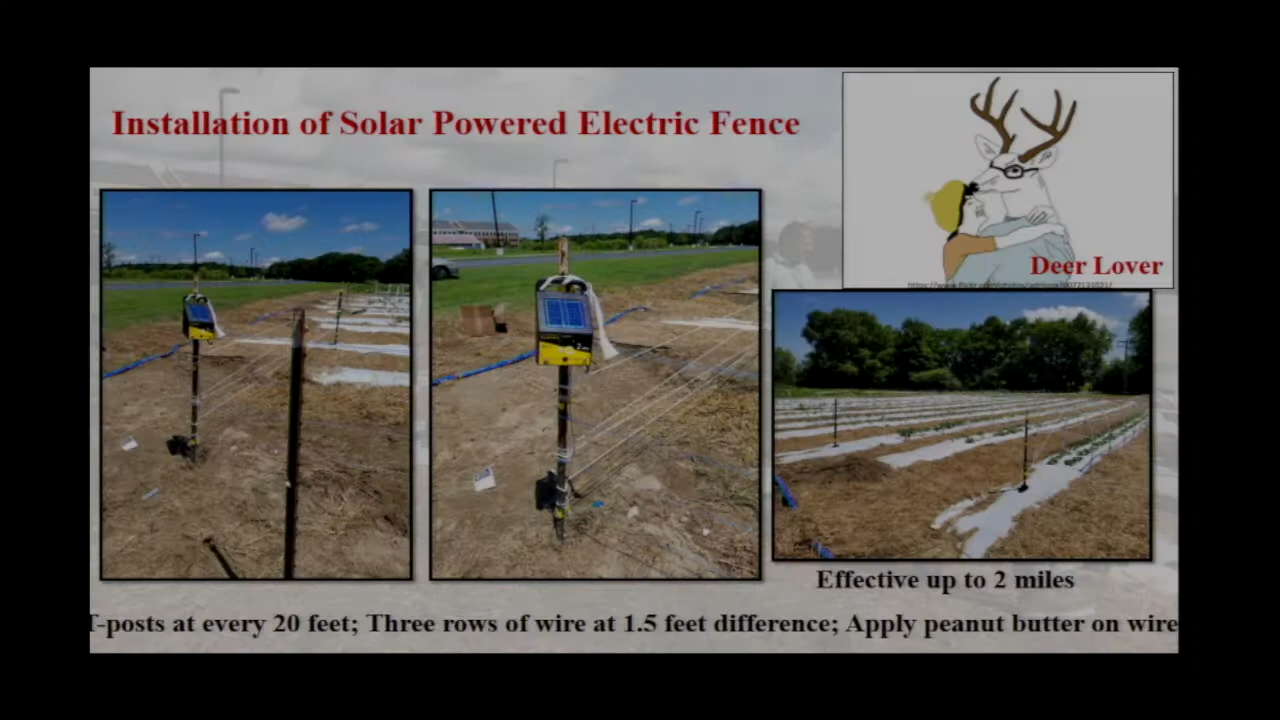 Installation of Solar Powered Electric Fence
Deer Lover
Effective up to 2 miles
T-posts at every 20 feet; Three rows of wire at 1.5 feet difference; Apply peanut butter on wire